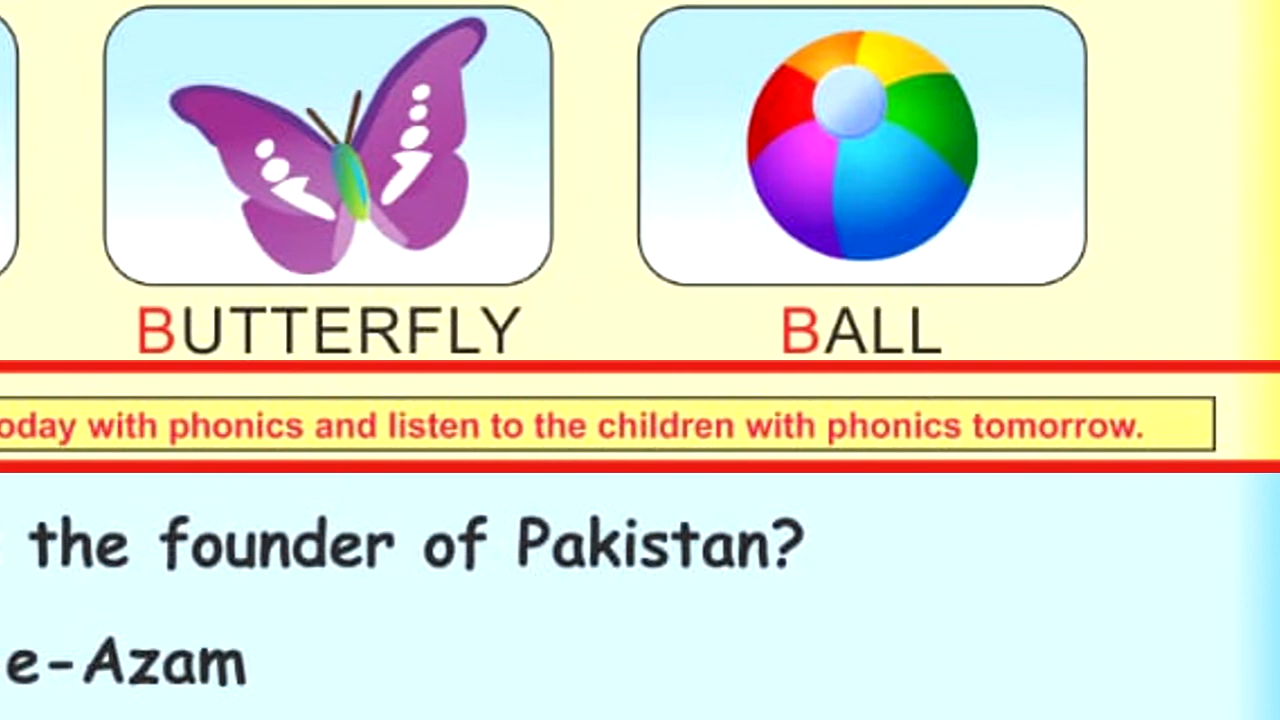 BUTTERFLY BALL
oday with phonics and listen to the children with phonics tomorrow.
the founder of Pakistan?
e-Azam